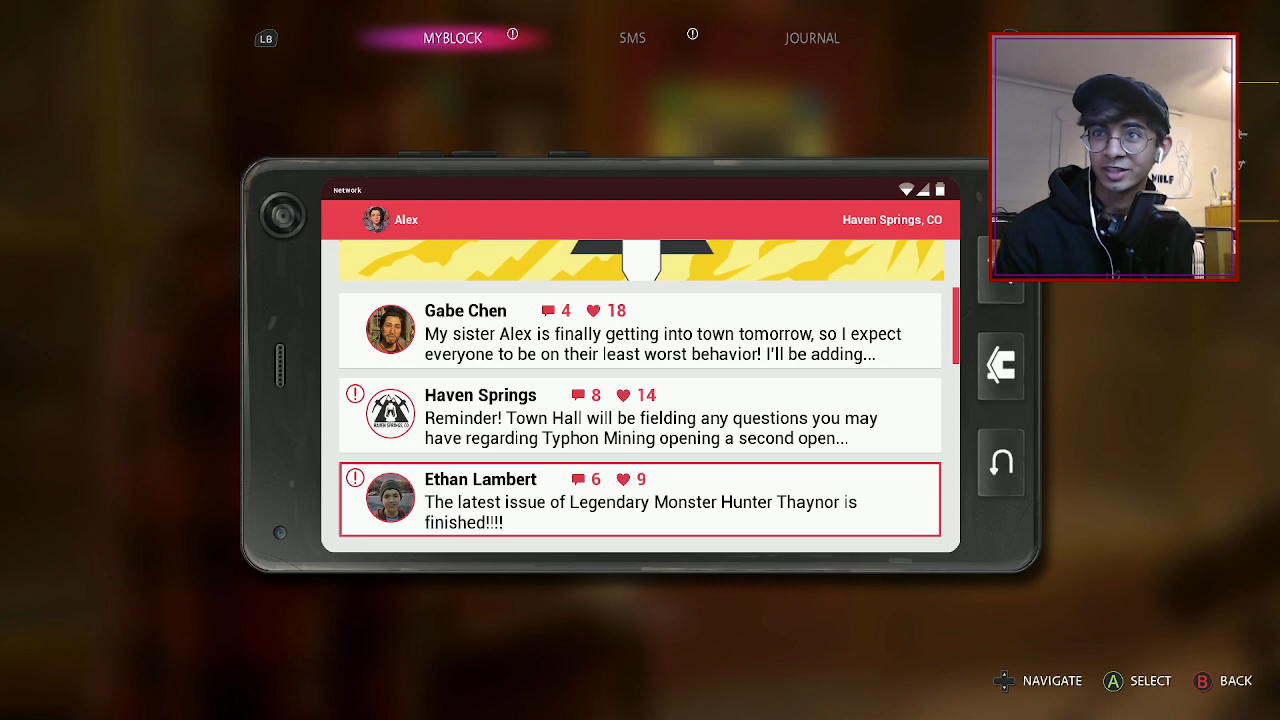 LB
MYBLOCK
SMS
JOURNAL
Network
Alex
Haven Springs, CO
Gabe Chen 4 18
My sister Alex is finally getting into town tomorrow, so I expect
everyone to be on their least worst behavior! I'll be adding...
Haven Springs 8 14
Reminder! Town Hall will be fielding any questions you may
have regarding Typhon Mining opening a second open...
HAVEN SPRINGS, CO
Ethan Lambert 6 9
The latest issue of Legendary Monster Hunter Thaynor is
finished!!!!
NAVIGATE
A SELECT
B BACK